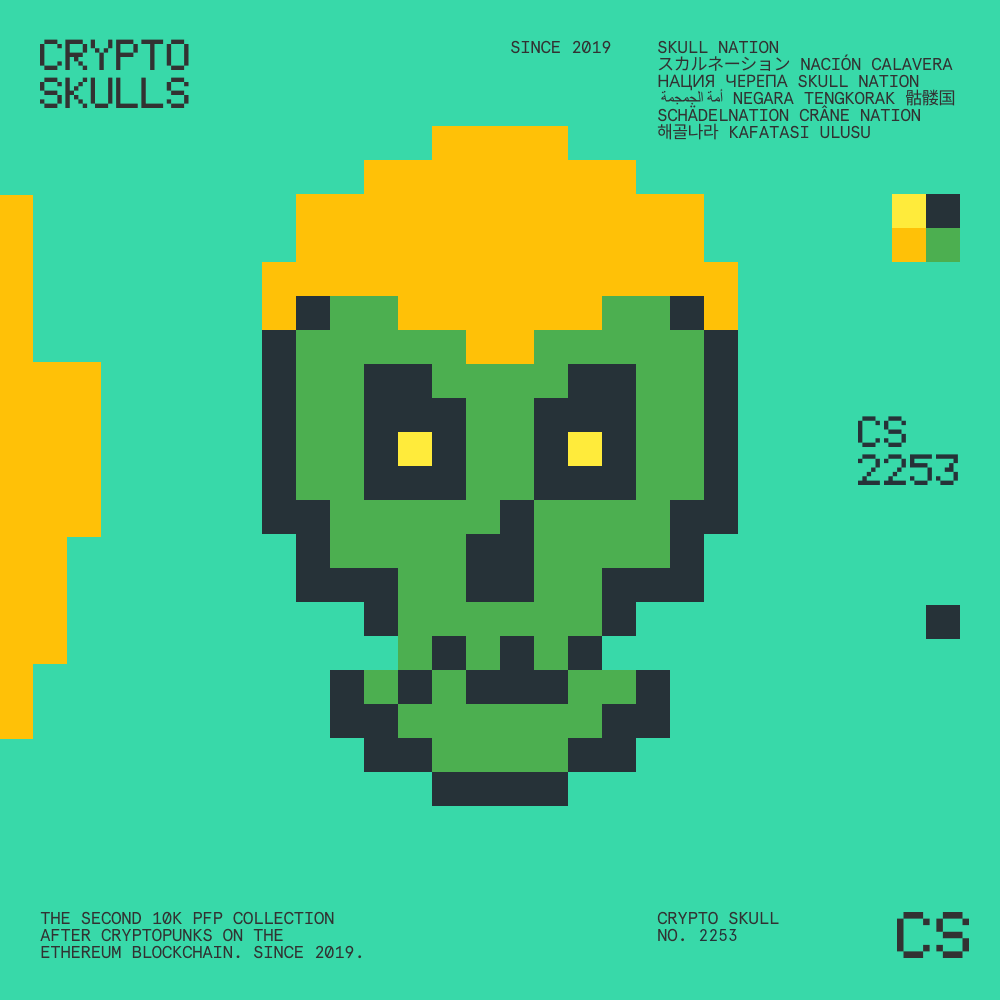 CRYPTO
SKULLS
SINCE 2019
SKULL NATION
スカルネーション NACIÓN CALAVERA
НАЦИЯ ЧЕРЕПА SKULL NATION
أمة الجمجمة NEGARA TENGKORAK 骷髅国
SCHÄDELNATION CRÂNE NATION
해골나라 KAFATASI ULUSU
CS
2253
THE SECOND 10K PFP COLLECTION
AFTER CRYPTOPUNKS ON THE
ETHEREUM BLOCKCHAIN. SINCE 2019.
CRYPTO SKULL
NO. 2253
CS